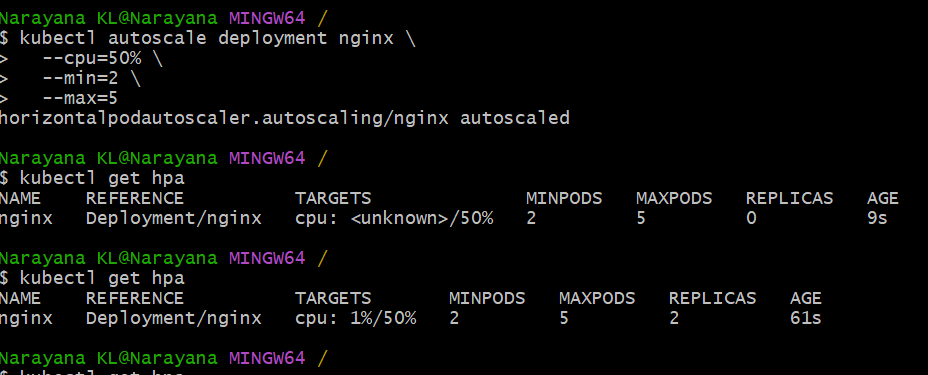 Narayana KL@Narayana MINGW64 /
$ kubectl autoscale deployment nginx \
>   --cpu=50% \
>   --min=2 \
>   --max=5
horizontalpodautoscaler.autoscaling/nginx autoscaled
Narayana KL@Narayana MINGW64 /
$ kubectl get hpa
NAME    REFERENCE          TARGETS              MINPODS   MAXPODS   REPLICAS   AGE
nginx   Deployment/nginx   cpu: <unknown>/50%   2         5         0          9s
Narayana KL@Narayana MINGW64 /
$ kubectl get hpa
NAME    REFERENCE          TARGETS       MINPODS   MAXPODS   REPLICAS   AGE
nginx   Deployment/nginx   cpu: 1%/50%   2         5         2          61s
Narayana KL@Narayana MINGW64 /
$ kubectl get hpa